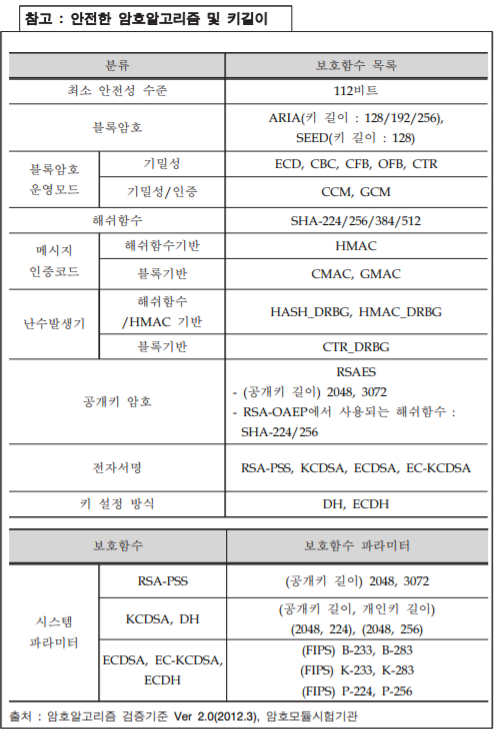 참고 : 안전한 암호알고리즘 및 키길이
분류 보호함수 목록
최소 안전성 수준 112비트
블록암호 ARIA(키 길이 : 128/192/256),
SEED(키 길이 : 128)
블록암호
운영모드
기밀성 ECD, CBC, CFB, OFB, CTR
기밀성/인증 CCM, GCM
해쉬함수 SHA-224/256/384/512
메시지
인증코드
해쉬함수기반 HMAC
블록기반 CMAC, GMAC
난수발생기
해쉬함수
/HMAC 기반
HASH_DRBG, HMAC_DRBG
블록기반 CTR_DRBG
공개키 암호
RSAES
- (공개키 길이) 2048, 3072
- RSA-OAEP에서 사용되는 해쉬함수 :
SHA-224/256
전자서명 RSA-PSS, KCDSA, ECDSA, EC-KCDSA
키 설정 방식 DH, ECDH
보호함수 보호함수 파라미터
시스템
파라미터
RSA-PSS (공개키 길이) 2048, 3072
KCDSA, DH (공개키 길이, 개인키 길이)
(2048, 224), (2048, 256)
ECDSA, EC-KCDSA,
ECDH
(FIPS) B-233, B-283
(FIPS) K-233, K-283
(FIPS) P-224, P-256
출처 : 암호알고리즘 검증기준 Ver 2.0(2012.3), 암호모듈시험기관